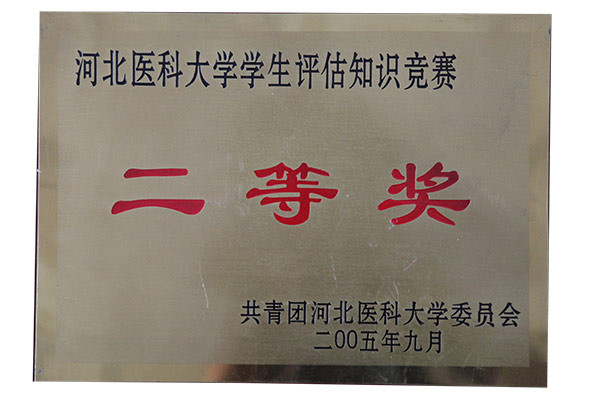 河北医科大学学生评估知识竞赛
二等奖
共青团河北医科大学委员会
二00五年九月